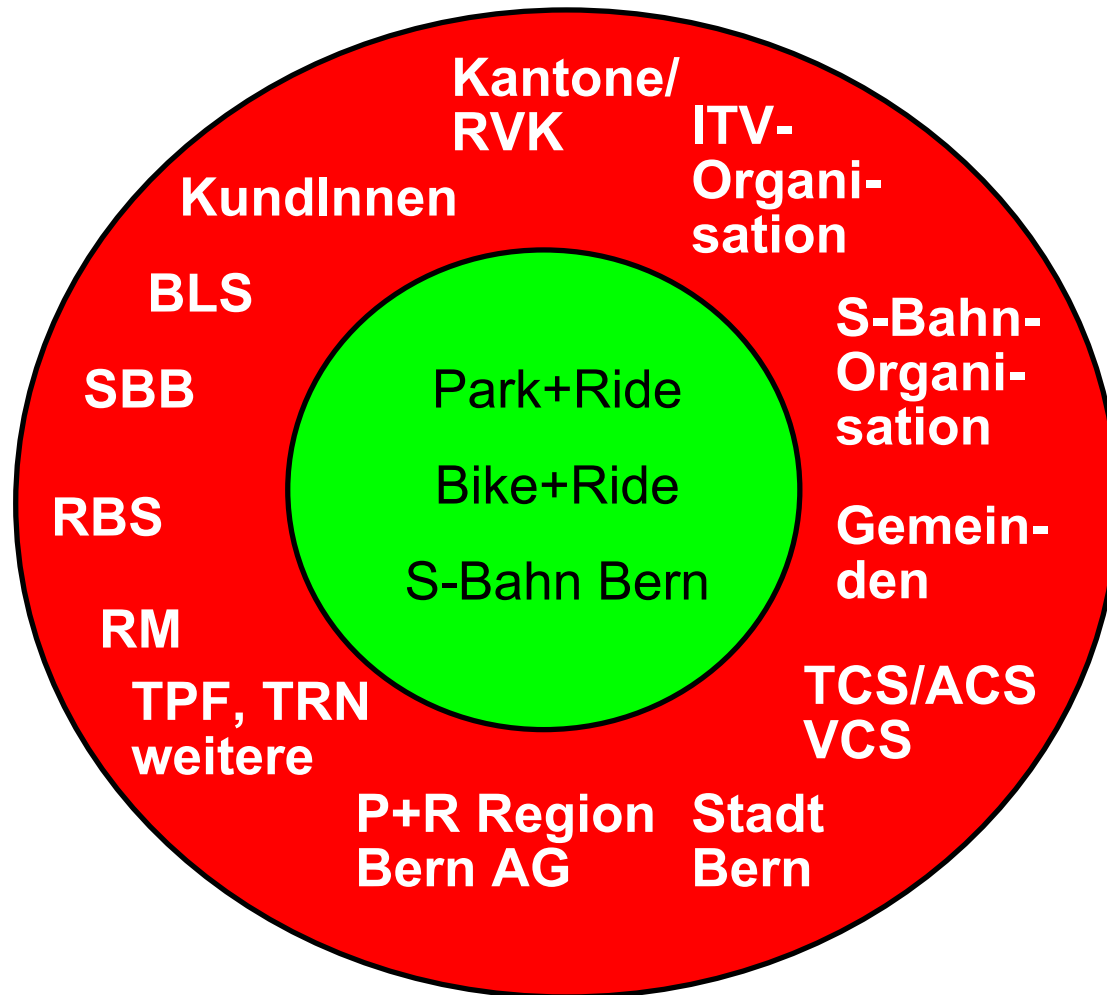 Kantone/
RVK
ITV-
Organi-
sation
KundInnen
BLS
S-Bahn-
Organi-
sation
SBB
Park+Ride
Bike+Ride
S-Bahn Bern
RBS
Gemein-
den
RM
TPF, TRN
weitere
TCS/ACS
VCS
P+R Region
Bern AG
Stadt
Bern